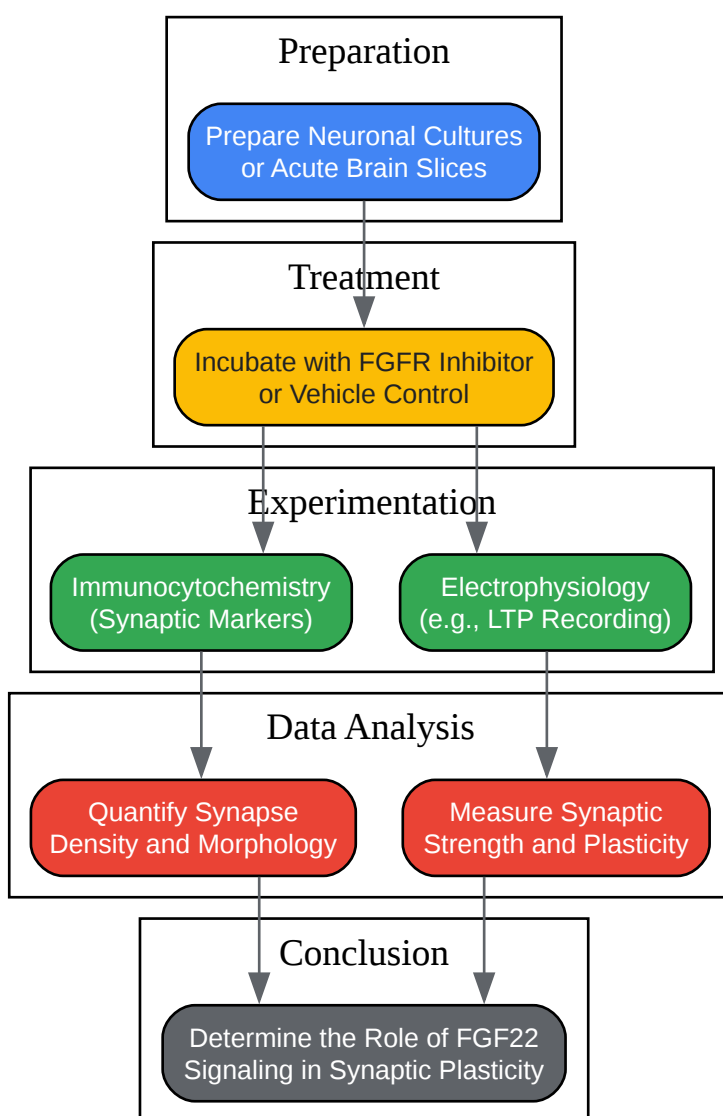 Preparation
Prepare Neuronal Cultures
or Acute Brain Slices
Treatment
Incubate with FGFR Inhibitor
or Vehicle Control
Experimentation
Immunocytochemistry
(Synaptic Markers)
Electrophysiology
(e.g., LTP Recording)
Data Analysis
Quantify Synapse
Density and Morphology
Measure Synaptic
Strength and Plasticity
Conclusion
Determine the Role of FGF22
Signaling in Synaptic Plasticity